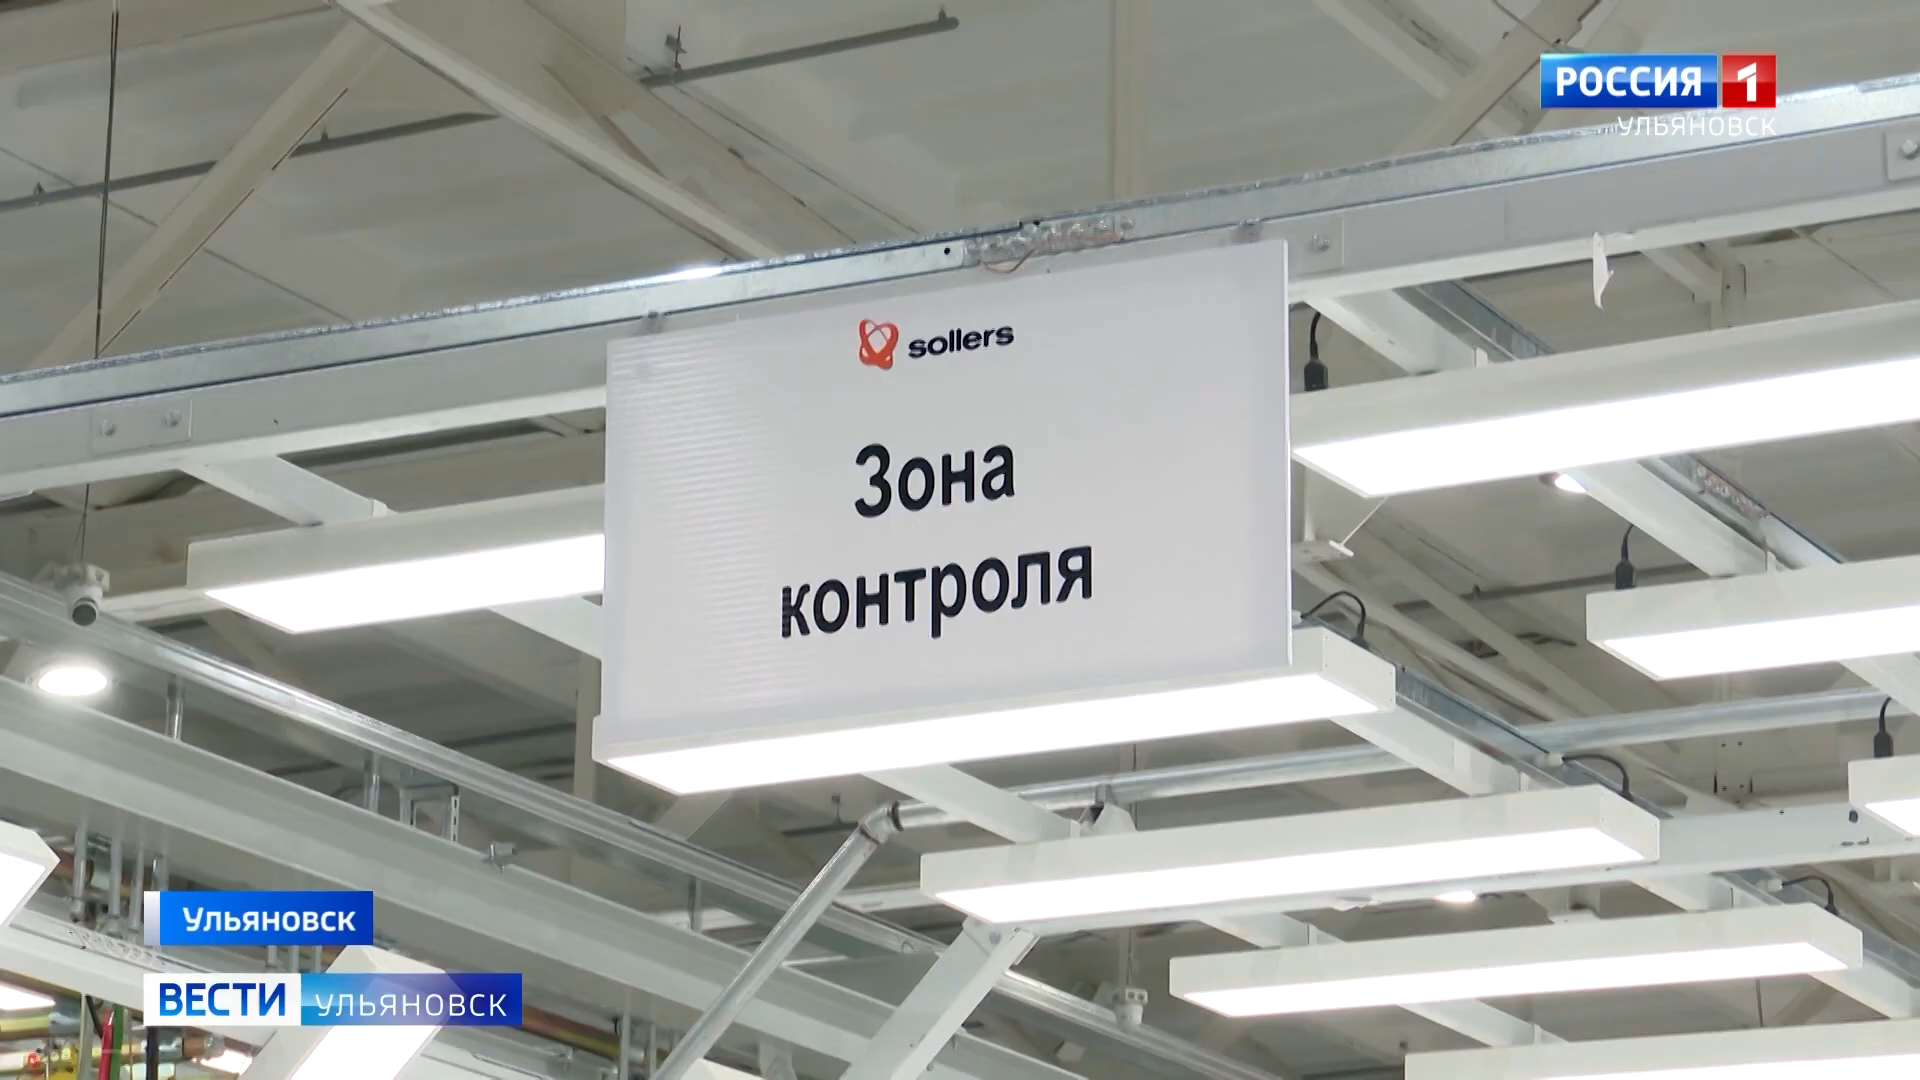 РОССИЯ 1
УЛЬЯНОВСК
sollers
Зона
контроля
Ульяновск
ВЕСТИ УЛЬЯНОВСК